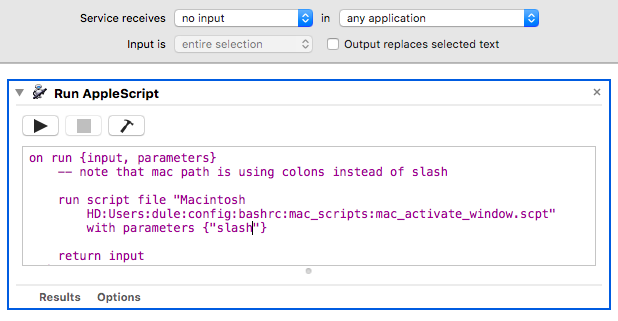 Service receives no input in any application
Input is entire selection Output replaces selected text
Run AppleScript
on run {input, parameters}
-- note that mac path is using colons instead of slash
run script file "Macintosh
HD:Users:dule:config:bashrc:mac_scripts:mac_activate_window.scpt"
with parameters {"slash"}
return input
Results Options